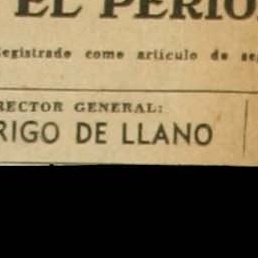 EL PERIO
Registrado como artículo de se
RECTOR GENERAL:
RIGO DE LLANO